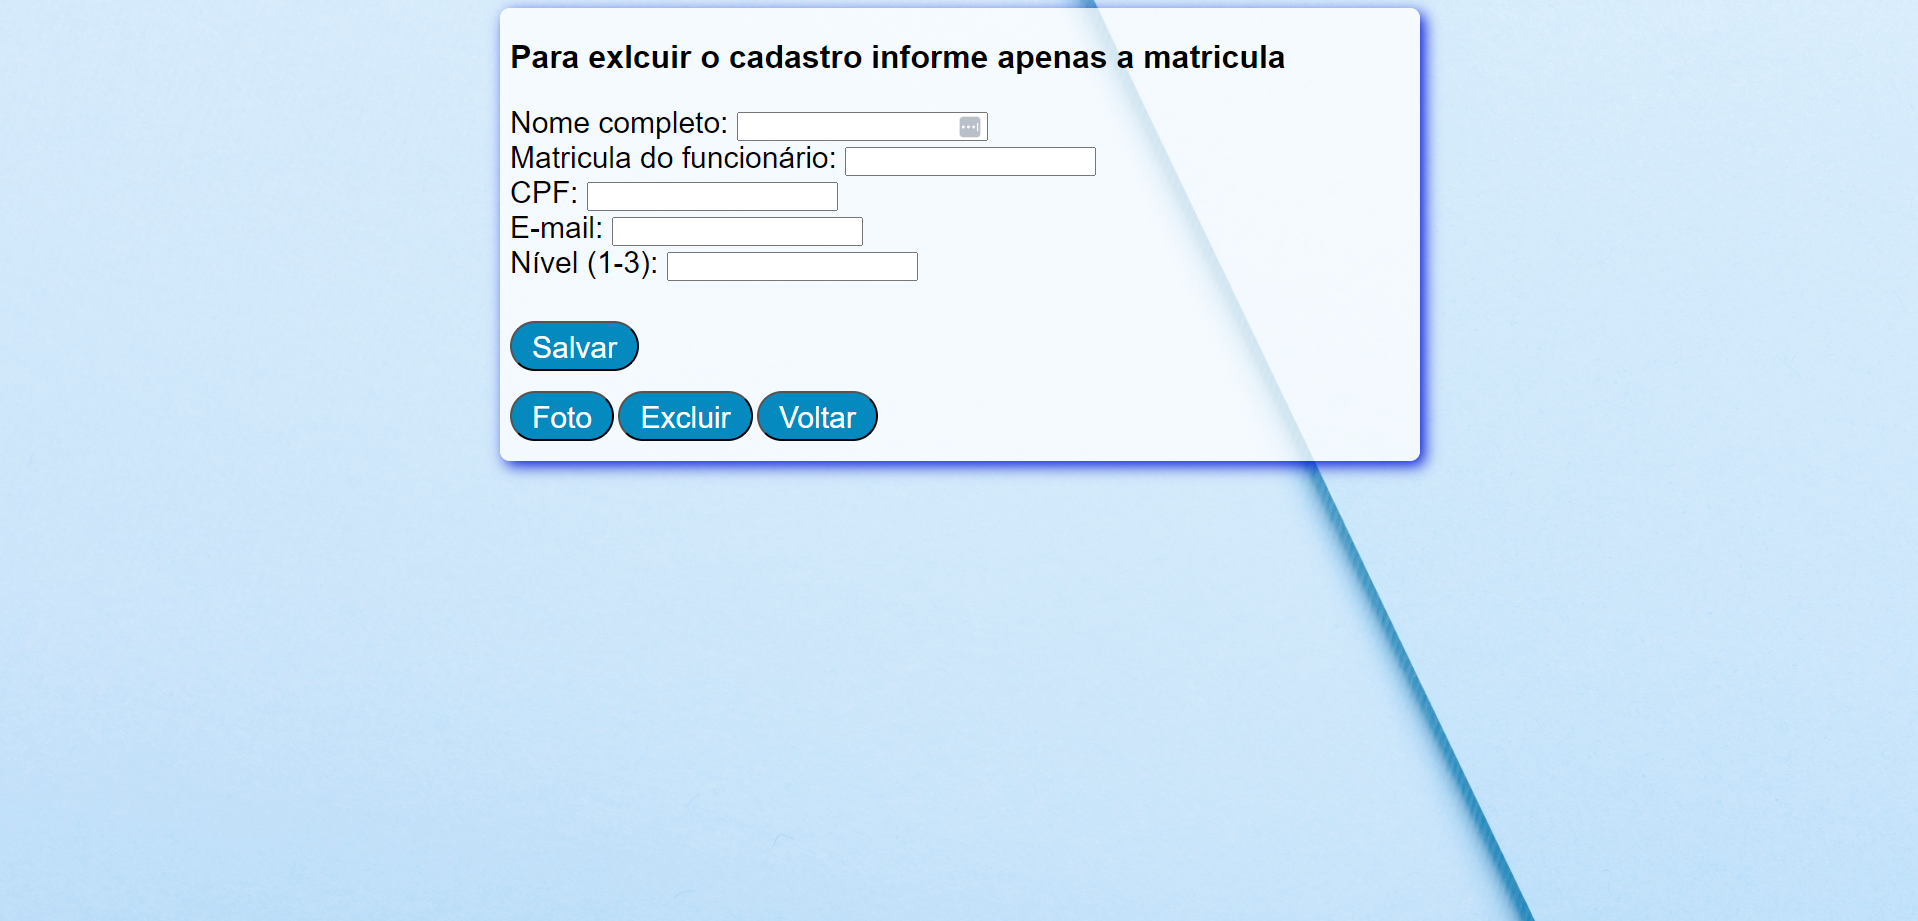 Para exlcuir o cadastro informe apenas a matricula
Nome completo:
Matricula do funcionário:
CPF:
E-mail:
Nível (1-3):
Salvar
Foto Excluir Voltar